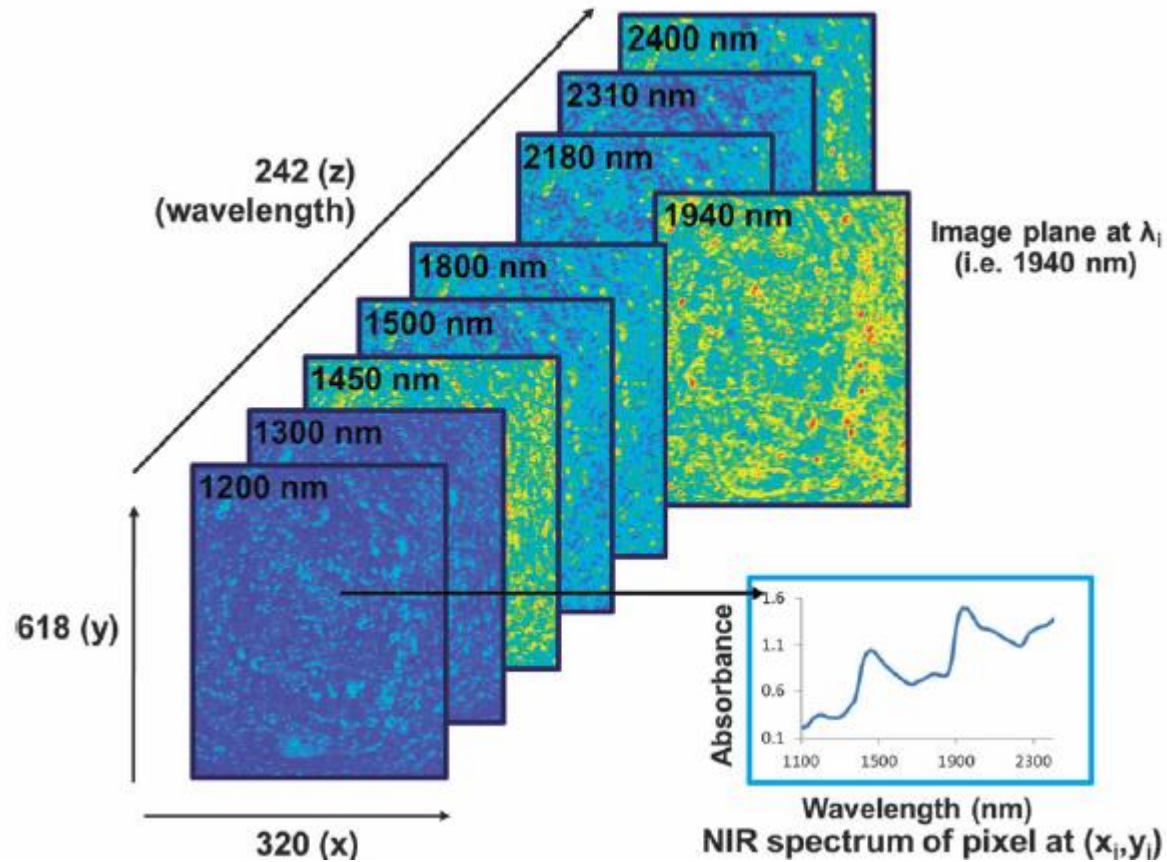 2400 nm
2310 nm
2180 nm
1940 nm
1800 nm
1500 nm
1450 nm
1300 nm
1200 nm
242 (z)
(wavelength)
Image plane at λi
(i.e. 1940 nm)
618 (y)
320 (x)
Absorbance
1.6
1.1
0.6
0.1
1100 1500 1900 2300
Wavelength (nm)
NIR spectrum of pixel at (xi,yi)